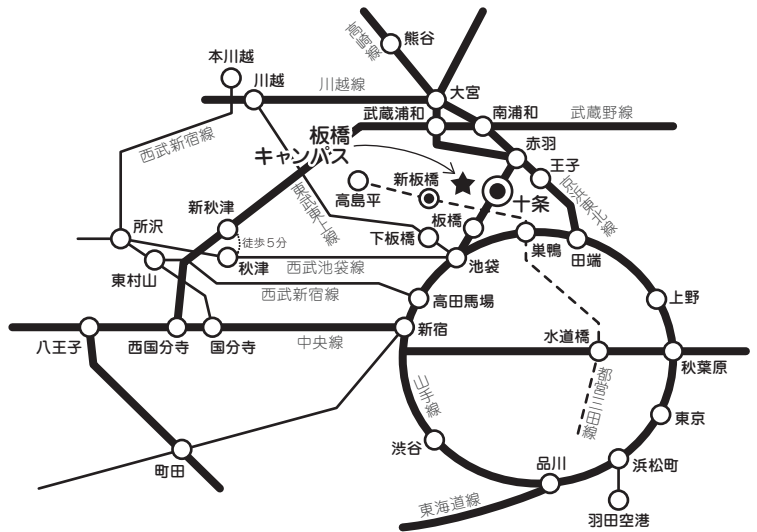 高崎線
熊谷
本川越
川越
川越線
大宮
武蔵浦和
南浦和
武蔵野線
板橋
キャンパス
赤羽
王子
京浜東北線
西武新宿線
東武東上線
高島平
新板橋
十条
新秋津
徒歩5分
所沢
秋津
東村山
西武池袋線
西武新宿線
下板橋
板橋
池袋
巣鴨
田端
高田馬場
上野
八王子
西国分寺
国分寺
中央線
新宿
水道橋
秋葉原
山手線
都営三田線
東京
渋谷
町田
品川
浜松町
東海道線
羽田空港